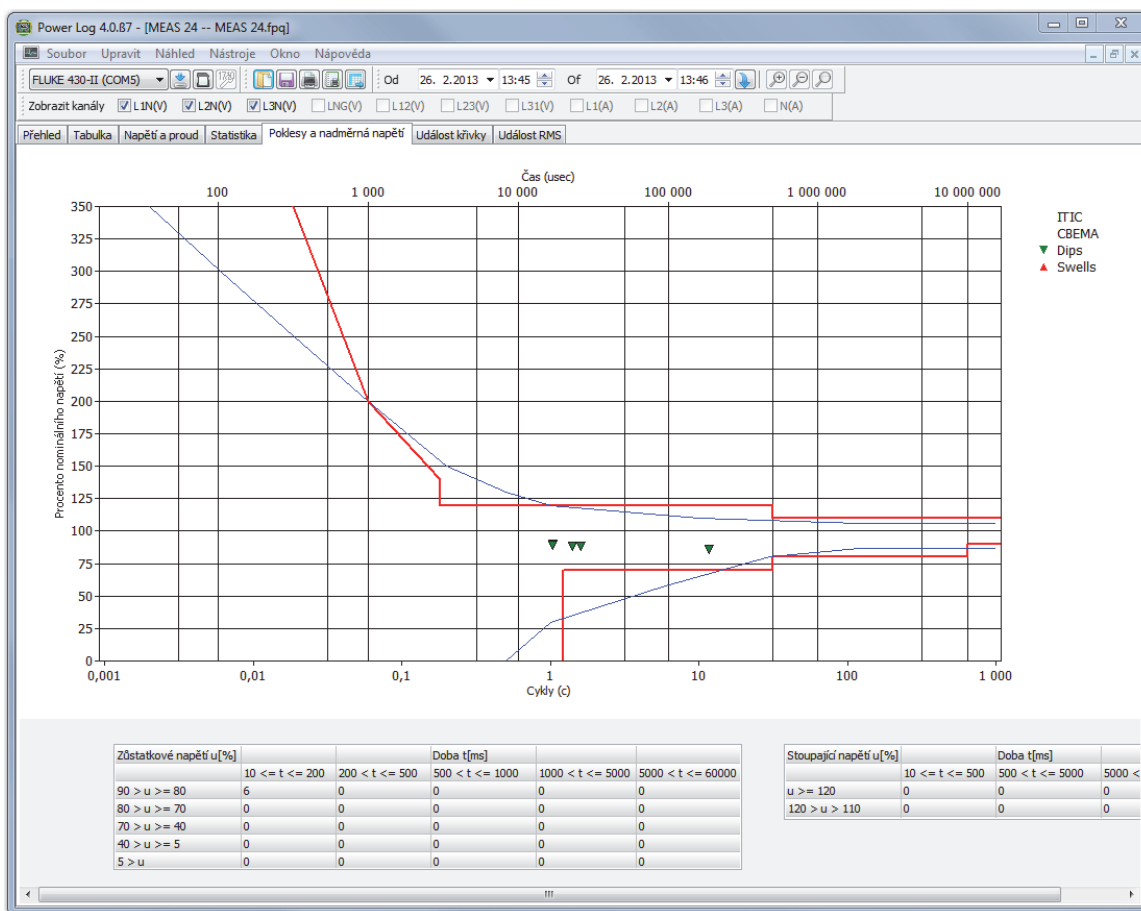 Power Log 4.0.ß7 - [MEAS 24 -- MEAS 24.fpq]
Soubor Upravit Náhled Nástroje Okno Nápověda
FLUKE 430-II (COM5) Od 26. 2.2013 13:45 Of 26. 2.2013 13:46
Zobrazit kanály L1N(V) L2N(V) L3N(V) LNG(V) L12(V) L23(V) L31(V) L1(A) L2(A) L3(A) N(A)
Přehled Tabulka Napětí a proud Statistika Poklesy a nadměrná napětí Událost křivky Událost RMS
Čas (usec)
100 1 000 10 000 100 000 1 000 000 10 000 000
Procento nominálního napětí (%)
350
325
300
275
250
225
200
175
150
125
100
75
50
25
0
ITIC
CBEMA
Dips
Swells
0,001 0,01 0,1 1 10 100 1 000
Cykly (c)
Zůstatkové napětí u[%] Doba t[ms]
10 <= t <= 200 200 < t <= 500 500 < t <= 1000 1000 < t <= 5000 5000 < t <= 60000
90 > u >= 80 6 0 0 0 0
80 > u >= 70 0 0 0 0 0
70 > u >= 40 0 0 0 0 0
40 > u >= 5 0 0 0 0 0
5 > u 0 0 0 0 0
Stoupající napětí u[%] Doba t[ms]
10 <= t <= 500 500 < t <= 5000 5000 <
u >= 120 0 0 0
120 > u > 110 0 0 0